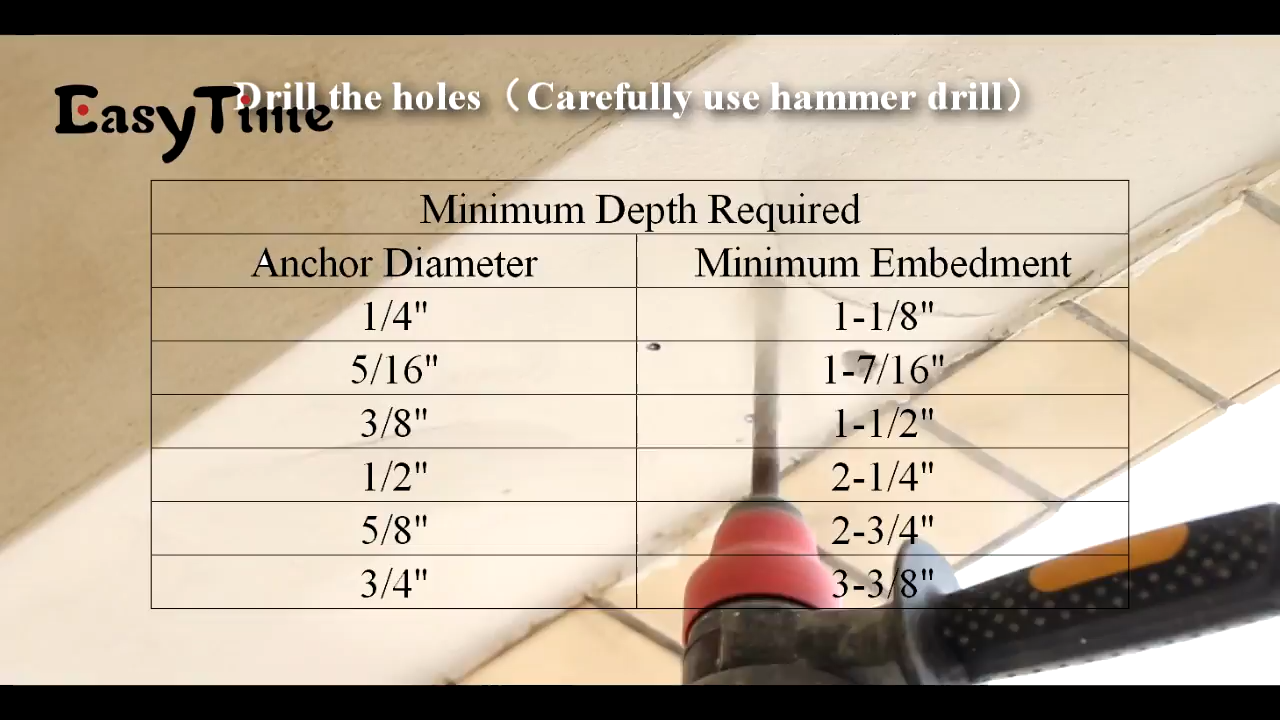 EasyTime
Drill the holes（Carefully use hammer drill）
Minimum Depth Required
Anchor Diameter Minimum Embedment
1/4" 1-1/8"
5/16" 1-7/16"
3/8" 1-1/2"
1/2" 2-1/4"
5/8" 2-3/4"
3/4" 3-3/8"